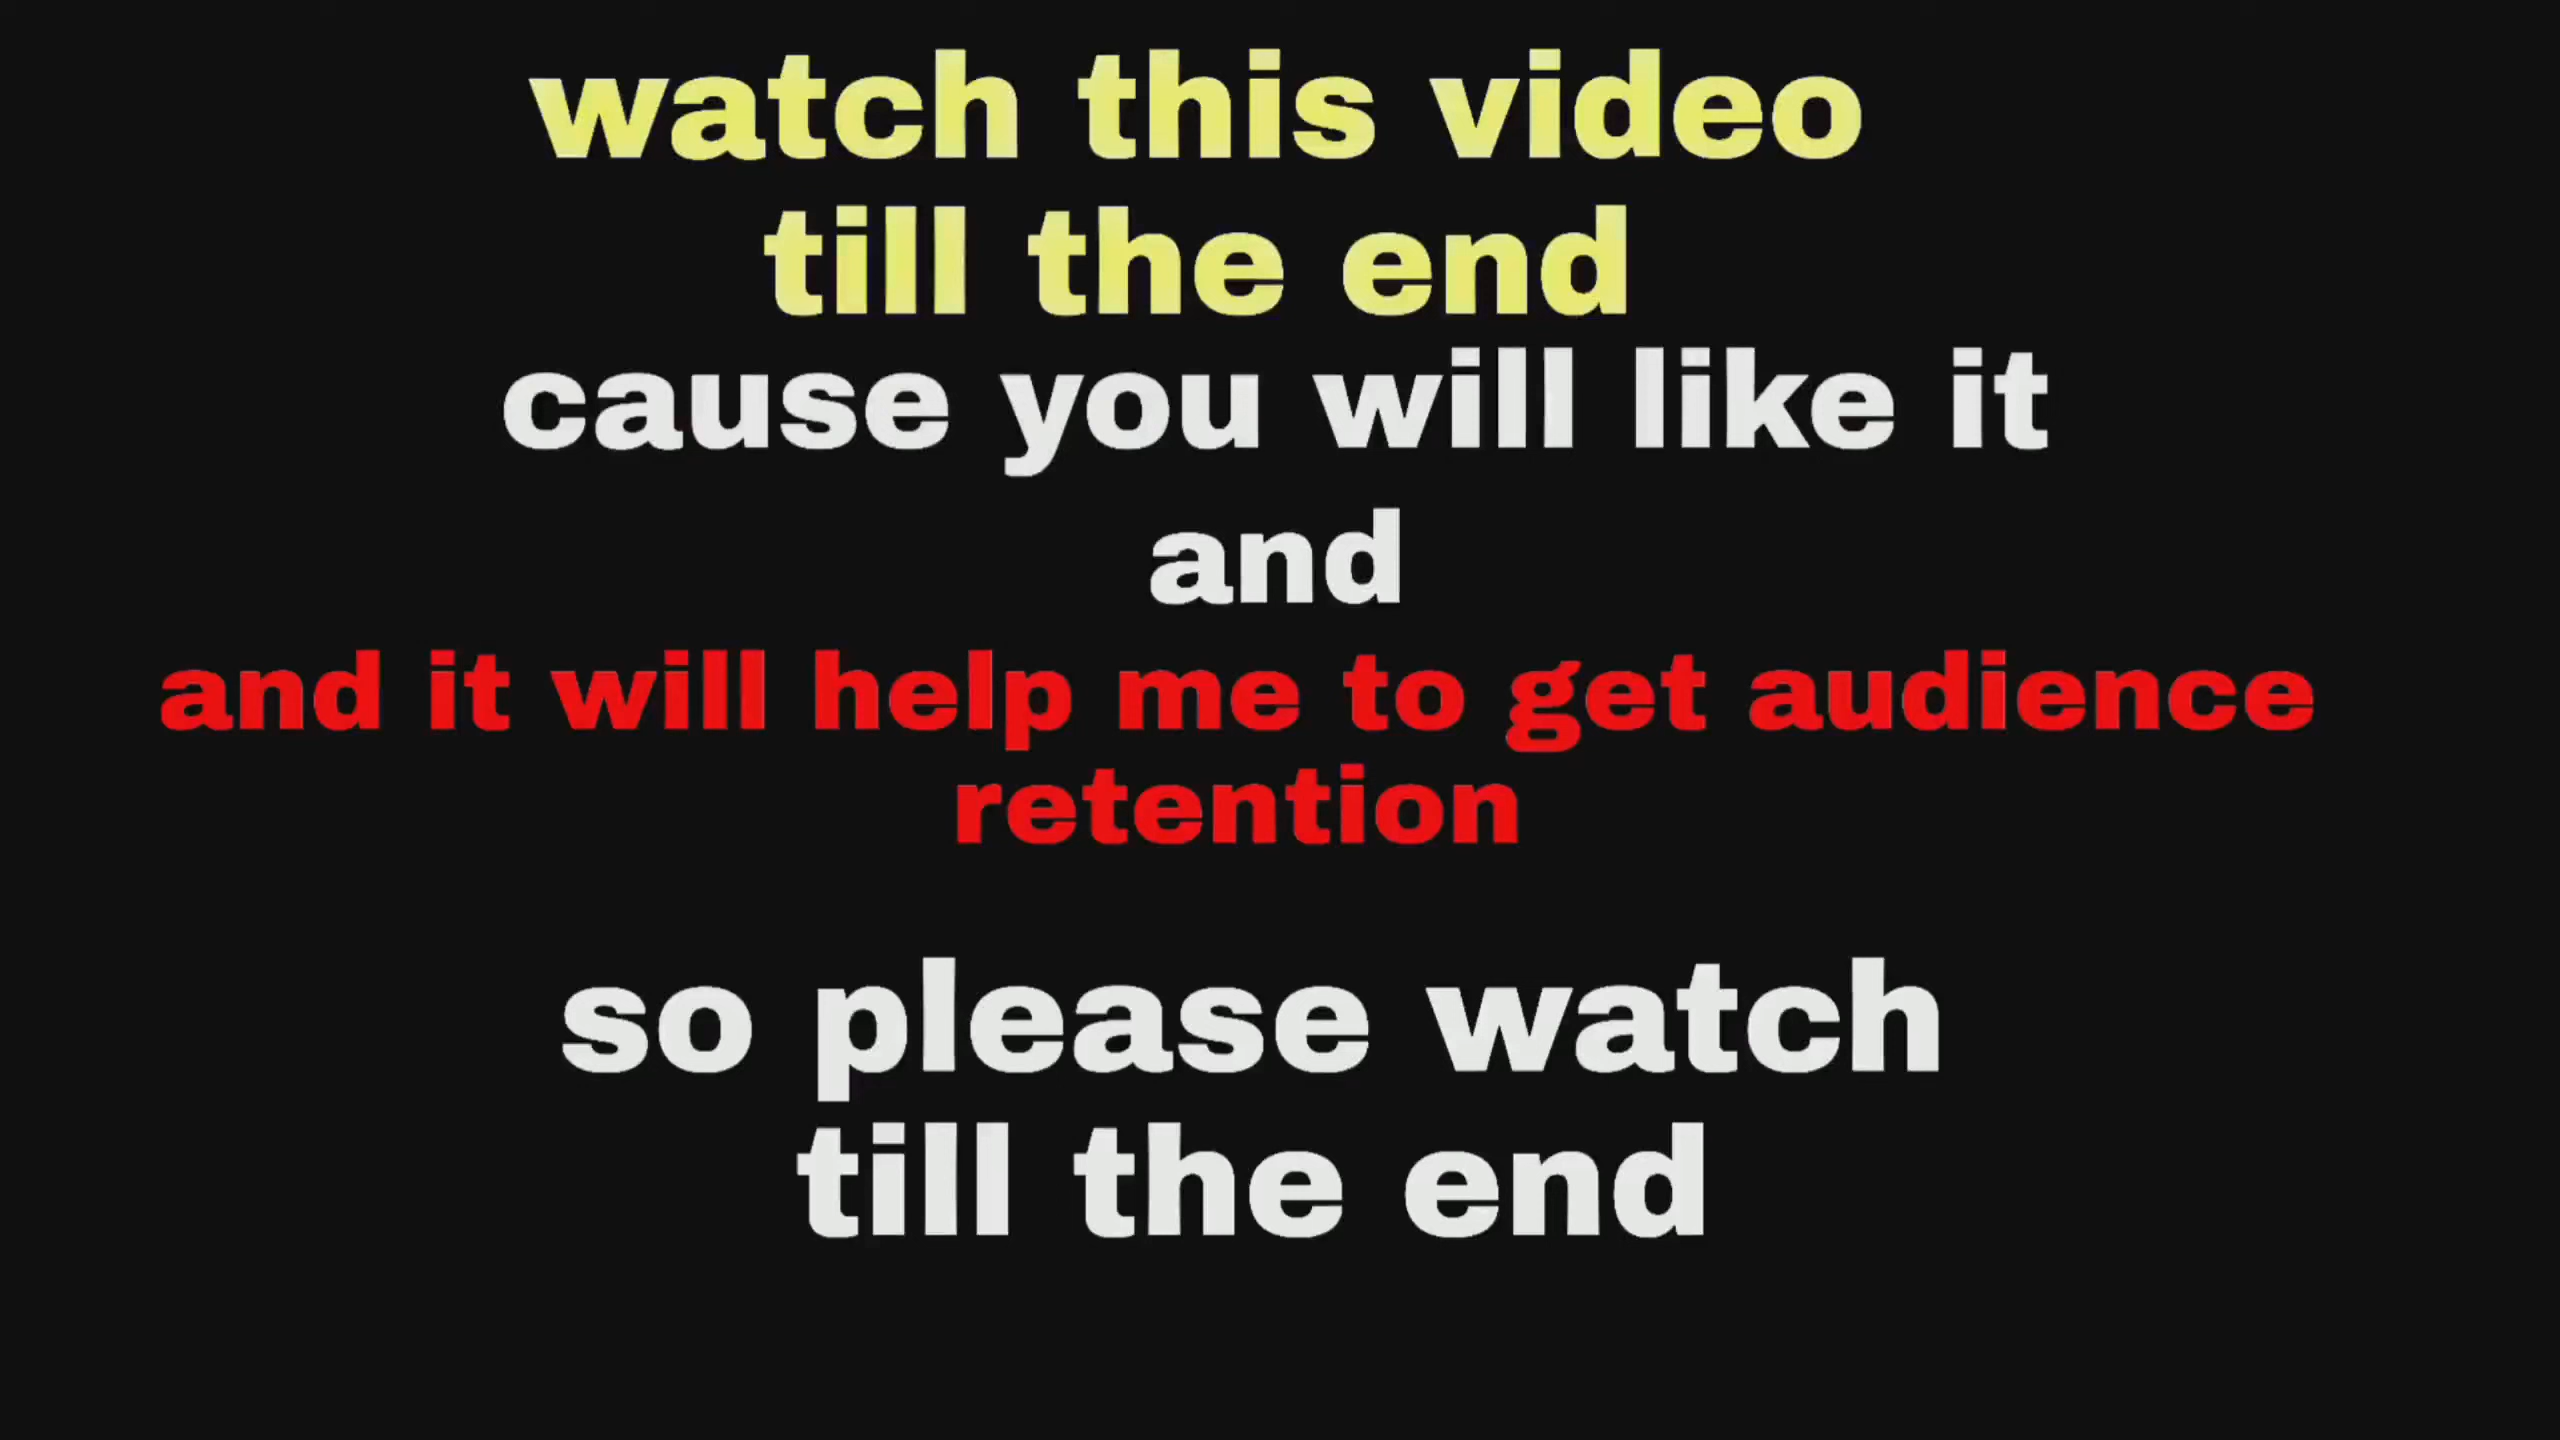 watch this video
till the end
cause you will like it
and
and it will help me to get audience
retention
so please watch
till the end